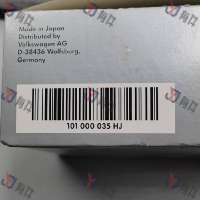 Made in Japan
Distributed by
Volkswagen AG
D-38436 Wolfsburg,
Germany
101 000 035 HJ